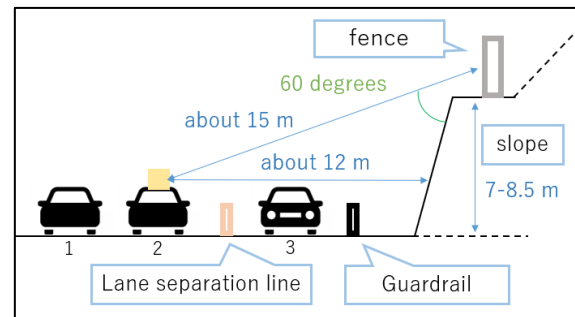 fence
60 degrees
about 15 m
slope
about 12 m
7-8.5 m
1
2
3
Lane separation line
Guardrail